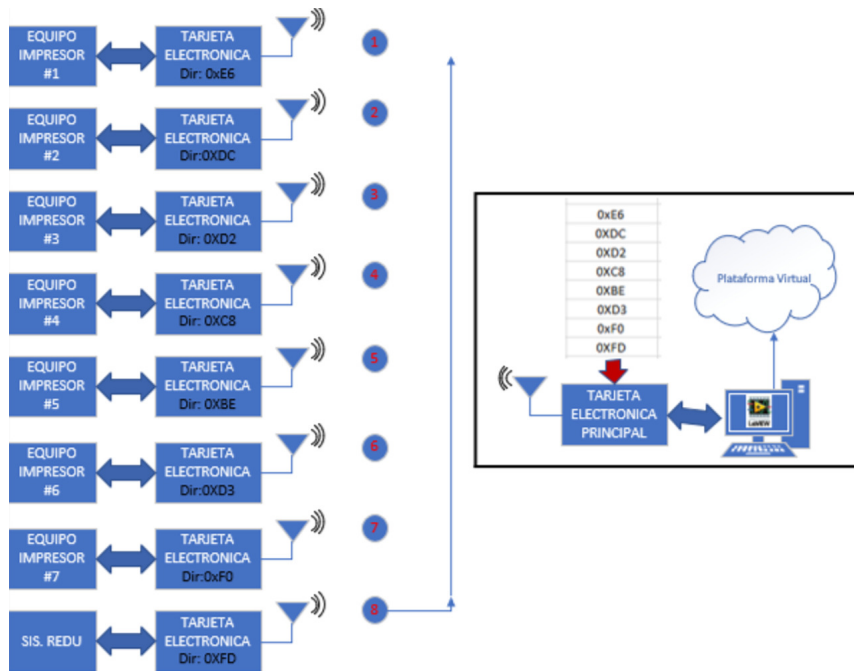 EQUIPO
IMPRESOR
#1
TARJETA
ELECTRONICA
Dir: 0xE6
1
EQUIPO
IMPRESOR
#2
TARJETA
ELECTRONICA
Dir:0XDC
2
EQUIPO
IMPRESOR
#3
TARJETA
ELECTRONICA
Dir: 0XD2
3
EQUIPO
IMPRESOR
#4
TARJETA
ELECTRONICA
Dir: 0XC8
4
EQUIPO
IMPRESOR
#5
TARJETA
ELECTRONICA
Dir: 0XBE
5
EQUIPO
IMPRESOR
#6
TARJETA
ELECTRONICA
Dir:0XD3
6
EQUIPO
IMPRESOR
#7
TARJETA
ELECTRONICA
Dir:0xF0
7
SIS. REDU
TARJETA
ELECTRONICA
Dir: 0XFD
8
0xE6
0XDC
0XD2
0XC8
0XBE
0XD3
0xF0
0XFD
TARJETA
ELECTRONICA
PRINCIPAL
Plataforma Virtual
LabVIEW